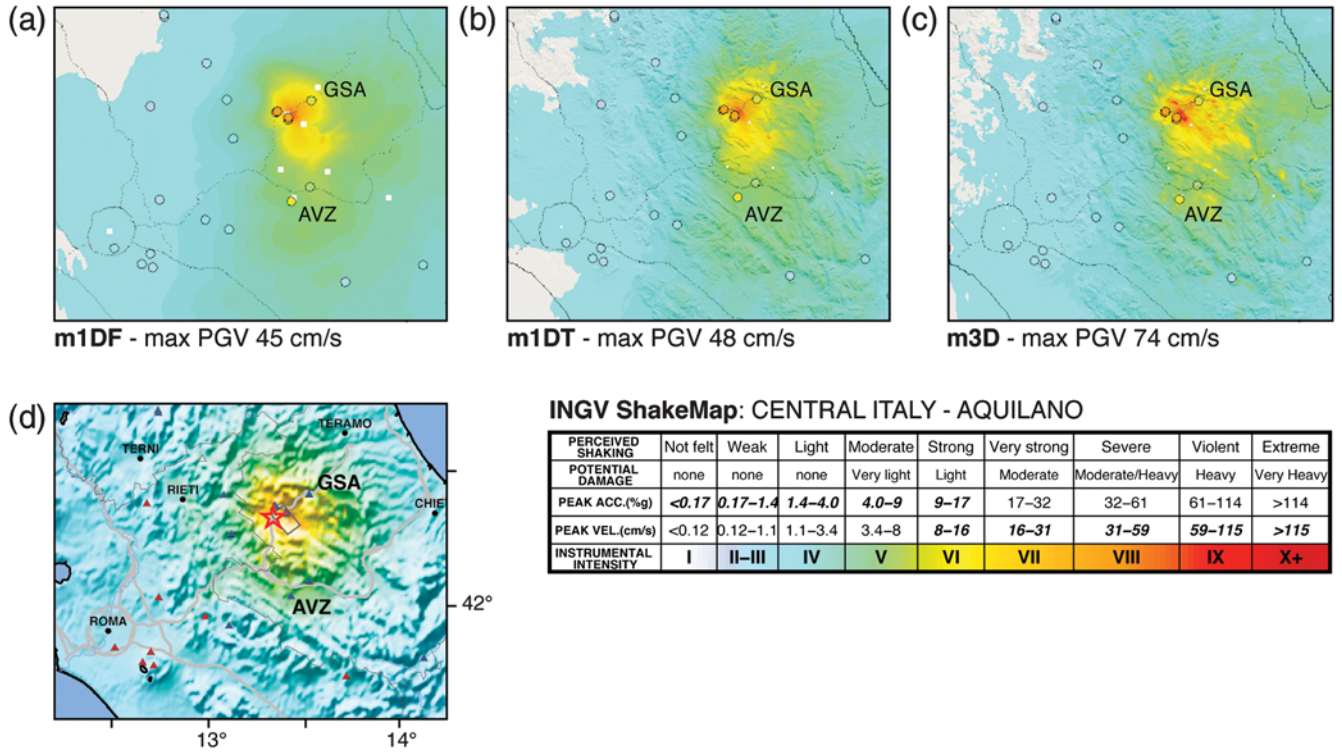 (a)
GSA
AVZ
m1DF - max PGV 45 cm/s
(b)
GSA
AVZ
m1DT - max PGV 48 cm/s
(c)
GSA
AVZ
m3D - max PGV 74 cm/s
(d)
TERAMO
TERNI
RIETI
GSA
CHIE
AVZ
ROMA
42°
13°
14°
INGV ShakeMap: CENTRAL ITALY - AQUILANO
PERCEIVED SHAKING Not felt Weak Light Moderate Strong Very strong Severe Violent Extreme
POTENTIAL DAMAGE none none none Very light Light Moderate Moderate/Heavy Heavy Very Heavy
PEAK ACC.(%g) <0.17 0.17–1.4 1.4–4.0 4.0–9 9–17 17–32 32–61 61–114 >114
PEAK VEL.(cm/s) <0.12 0.12–1.1 1.1–3.4 3.4–8 8–16 16–31 31–59 59–115 >115
INSTRUMENTAL INTENSITY I II–III IV V VI VII VIII IX X+